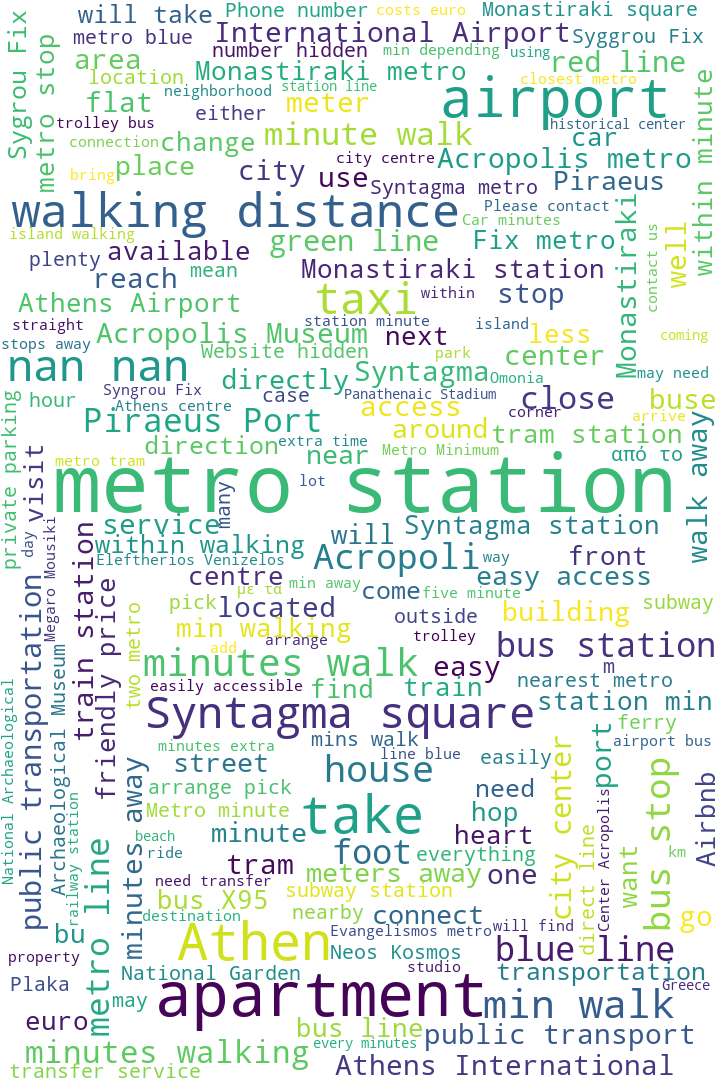 Phone number
costs euro
Monastiraki square
will take
metro blue
International Airport
Syggrou Fix
Sygrou Fix
metro stop
area
number hidden
min depending
using
location
neighborhood
Monastiraki metro
station line
closest metro
red line
flat
either
meter
airport
trolley bus
historical center
connection
change
minute walk
car
within minute
bring
place
city
city centre
use
Acropolis metro
Syntagma metro
Piraeus
walking distance
Please contact
Car minutes
Monastiraki
island walking
available
green line
Fix metro
well
contact us
plenty
reach
mean
Monastiraki station
Athens Airport
taxi
within
stop
straight
Acropolis Museum
station minute
next
island
less
coming
stops away
Website hidden
park
center
nan nan
directly
Syntagma
Omonia
may need
hour
Syngrou Fix
case
Panathenaic Stadium
close
buse
Athens centre
access
corner
arrive
Piraeus Port
around
tram station
private parking
direction
extra time
near
Metro Minimum
από το
walk away
visit
metro tram
lot
metro station
many
service
will
Syntagma station
day
Megaro Mousiki
train station
within walking
Acropoli
front
Eleftherios Venizelos
way
centre
min away
come
five minute
easy access
με τα
friendly price
pick
located
outside
building
subway
public transportation
min walking
arrange
trolley
two metro
add
bus station
m
minutes walk
easy
easily accessible
find
train
nearest metro
station min
National Archaeological
Archaeological Museum
Syntagma square
ferry
minutes extra
mins walk
line blue
airport bus
port
street
house
easily
city center
railway station
minutes away
arrange pick
need
bus stop
Airbnb
Metro minute
take
hop
Center Acropolis
beach
minute
heart
ride
foot
everything
km
metro line
tram
meters away
one
want
need transfer
subway station
direct line
bus X95
nearby
connect
go
bu
destination
Athen
Evangelismos metro
will find
property
Neos Kosmos
blue line
National Garden
studio
transportation
Plaka
may
apartment
min walk
Greece
euro
bus line
public transport
minutes walking
every minutes
transfer service
Athens International